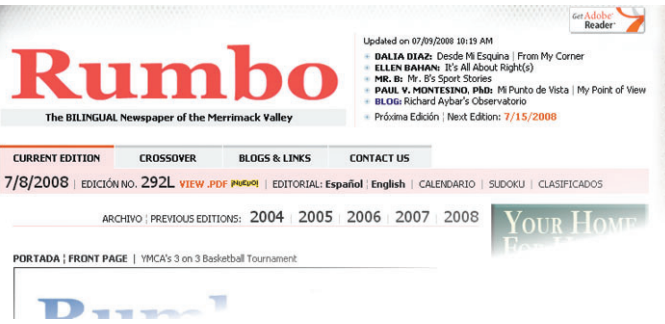 Get Adobe
Reader
Updated on 07/09/2008 10:19 AM
DALIA DIAZ: Desde Mi Esquina | From My Corner
ELLEN BAHAN: It's All About Right(s)
MR. B: Mr. B's Sport Stories
PAUL V. MONTESINO, PhD: Mi Punto de Vista | My Point of View
BLOG: Richard Aybar's Observatorio
Próxima Edición | Next Edition: 7/15/2008
Rumbo
The BILINGUAL Newspaper of the Merrimack Valley
CURRENT EDITION CROSSOVER BLOGS & LINKS CONTACT US
7/8/2008 | EDICIÓN NO. 292L VIEW .PDF ¡NUEVO! | EDITORIAL: Español | English | CALENDARIO | SUDOKU | CLASIFICADOS
ARCHIVO | PREVIOUS EDITIONS: 2004 | 2005 | 2006 | 2007 | 2008
YOUR HOME
PORTADA | FRONT PAGE | YMCA's 3 on 3 Basketball Tournament
Rumbo